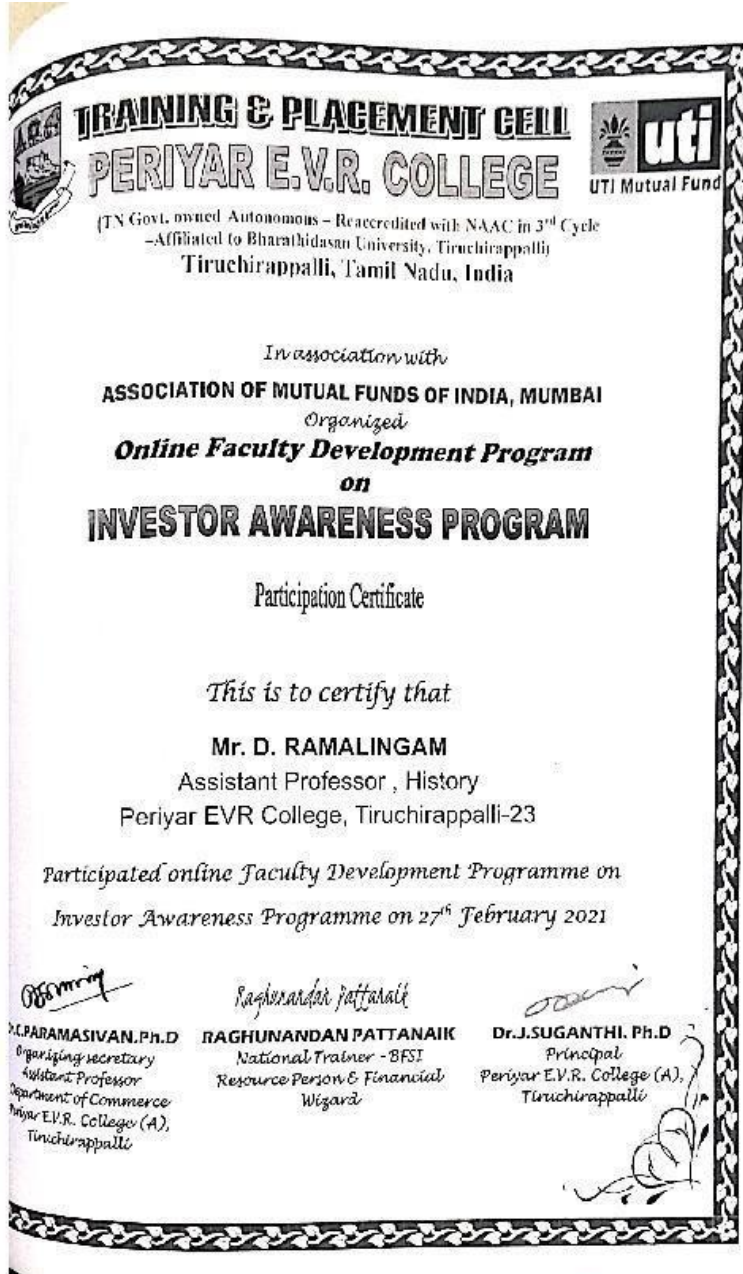 TRAINING & PLACEMENT CELL
PERIYAR E.V.R. COLLEGE
uti
UTI Mutual Fund
(TN Govt. owned Autonomous – Reaccredited with NAAC in 3rd Cycle
–Affiliated to Bharathidasan University, Tiruchirappalli)
Tiruchirappalli, Tamil Nadu, India
In association with
ASSOCIATION OF MUTUAL FUNDS OF INDIA, MUMBAI
Organized
Online Faculty Development Program
on
INVESTOR AWARENESS PROGRAM
Participation Certificate
This is to certify that
Mr. D. RAMALINGAM
Assistant Professor , History
Periyar EVR College, Tiruchirappalli-23
Participated online Faculty Development Programme on
Investor Awareness Programme on 27th February 2021
Raghunandan Pattanaik
.C.PARAMASIVAN.Ph.D
Organizing secretary
Assistant Professor
Department of Commerce
Periyar E.V.R. College (A),
Tiruchirappalli
RAGHUNANDAN PATTANAIK
National Trainer - BFSI
Resource Person & Financial
Wizard
Dr.J.SUGANTHI. Ph.D
Principal
Periyar E.V.R. College (A),
Tiruchirappalli